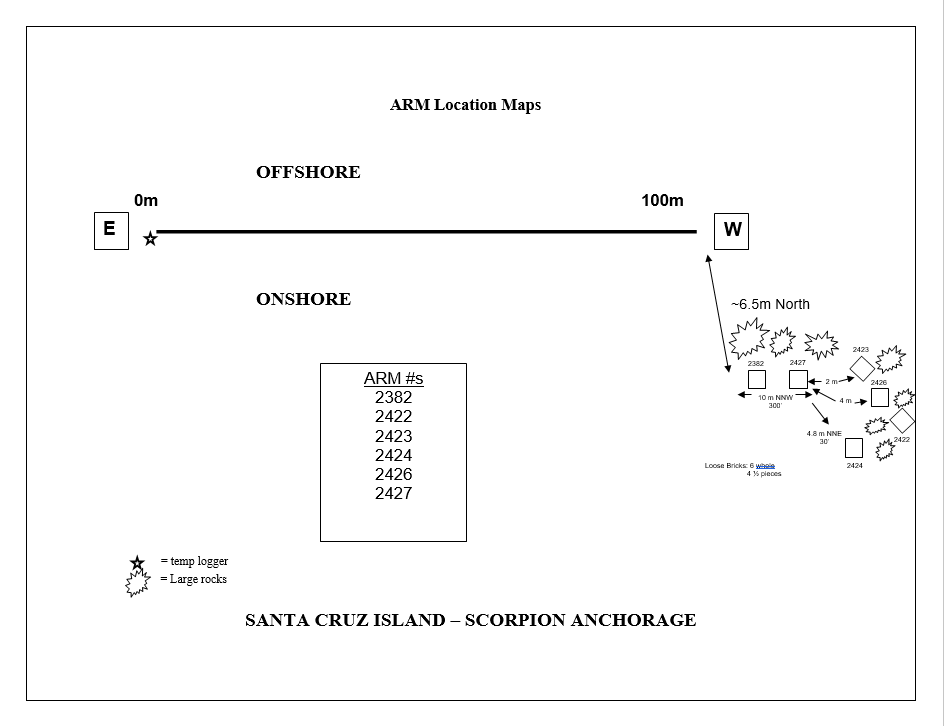 ARM Location Maps
OFFSHORE
0m
100m
E
W
ONSHORE
~6.5m North
2423
2382
2427
2426
2 m
4 m
10 m NNW
300'
2422
4.8 m NNE
30'
2424
Loose Bricks: 6 whole
4 ½ pieces
ARM #s
2382
2422
2423
2424
2426
2427
= temp logger
= Large rocks
SANTA CRUZ ISLAND – SCORPION ANCHORAGE